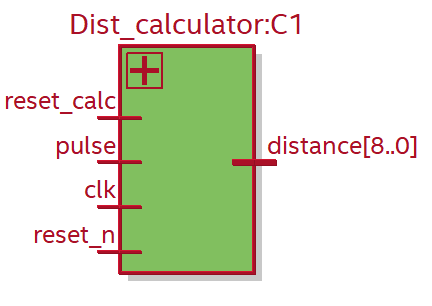 Dist_calculator:C1
reset_calc
pulse
distance[8..0]
clk
reset_n